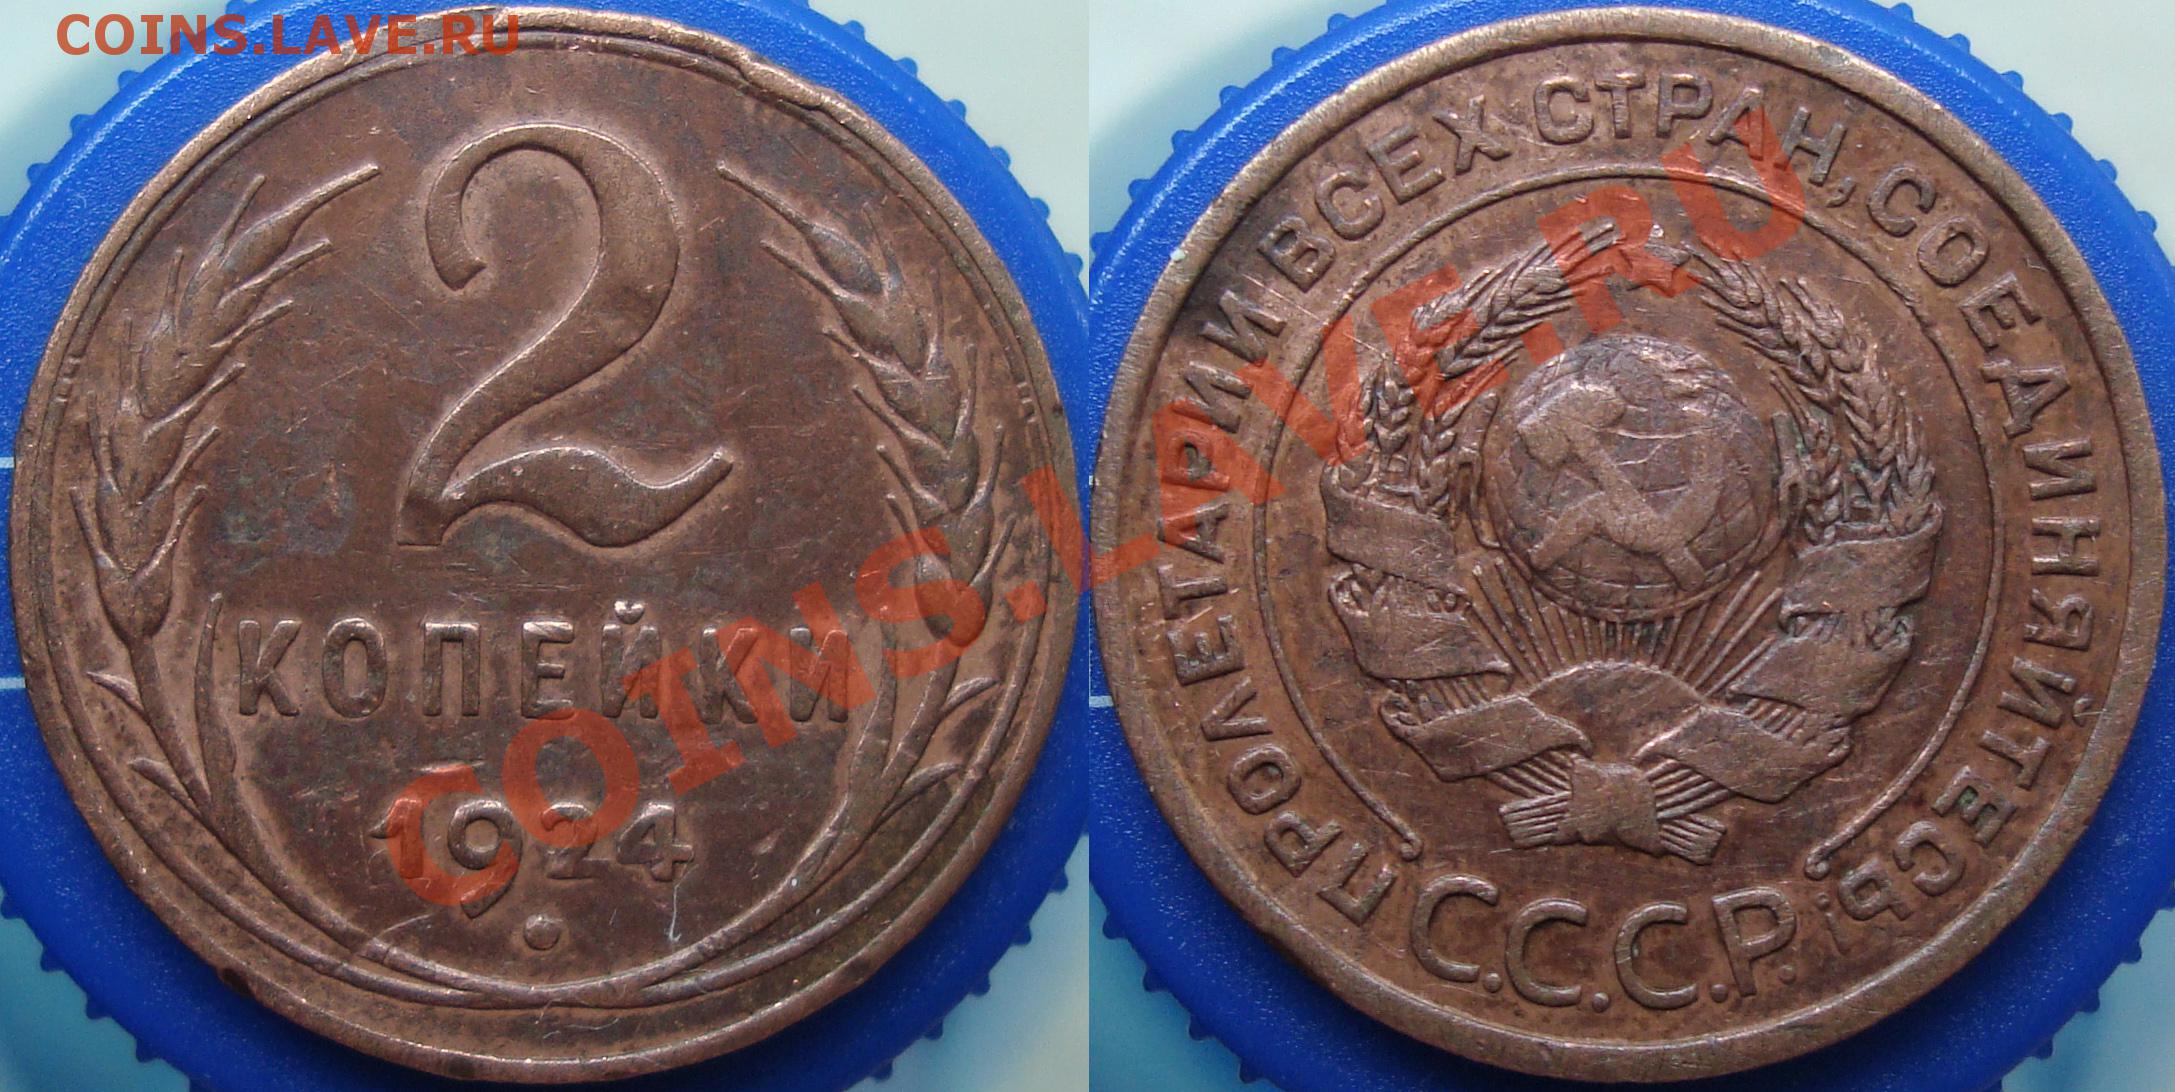 COINS.LAVE.RU
2
КОПЕЙКИ
1924
ПРОЛЕТАРИИ ВСЕХ СТРАН, СОЕДИНЯЙТЕСЬ!
С.С.С.Р.
COINS.LAVE.RU